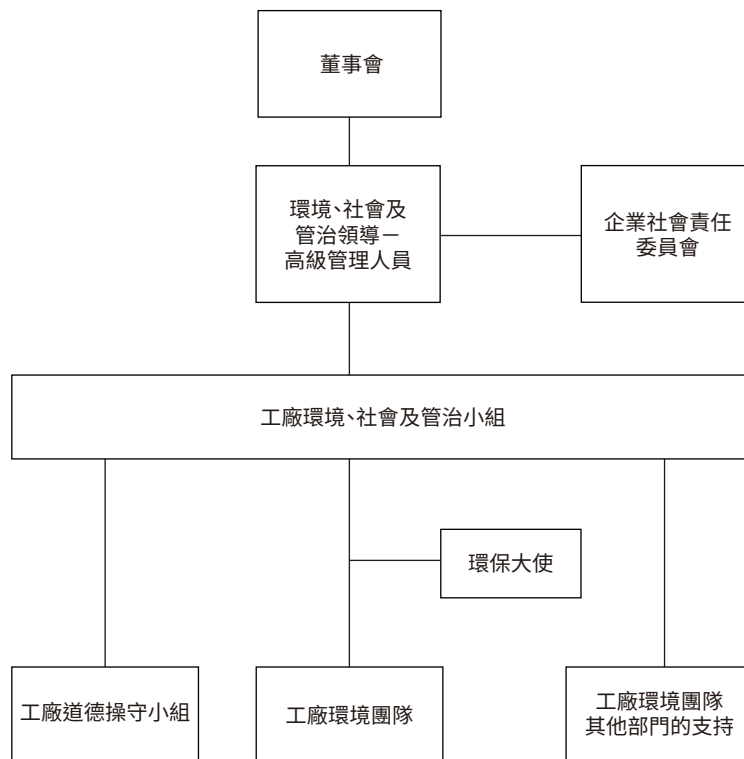 董事會
環境、社會及
管治領導－
高級管理人員
企業社會責任
委員會
工廠環境、社會及管治小組
環保大使
工廠道德操守小組
工廠環境團隊
工廠環境團隊
其他部門的支持